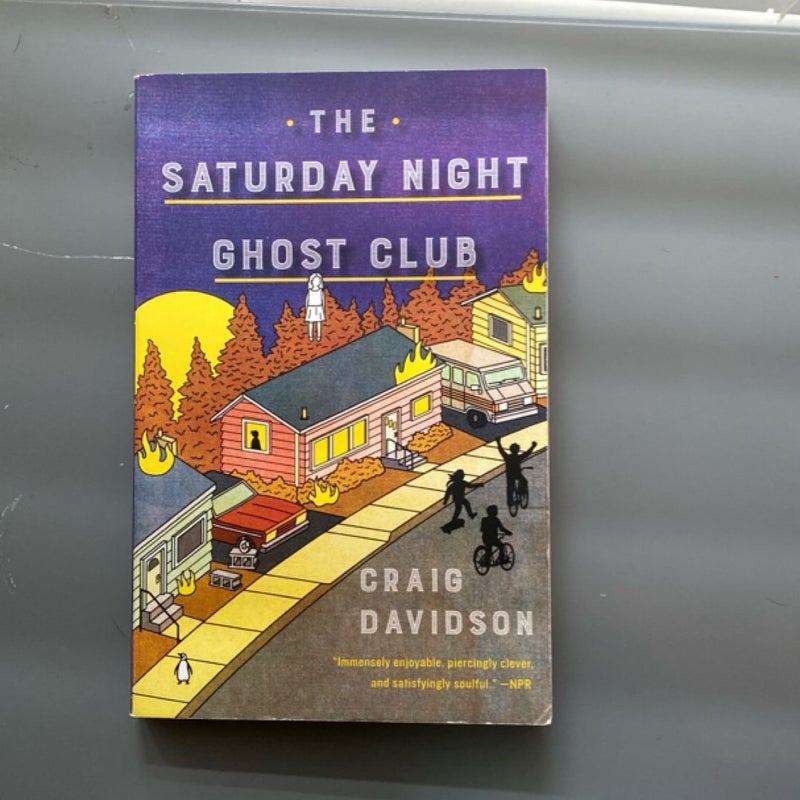 • THE •
SATURDAY NIGHT
GHOST CLUB
CRAIG
DAVIDSON
"Immensely enjoyable, piercingly clever,
and satisfyingly soulful." —NPR